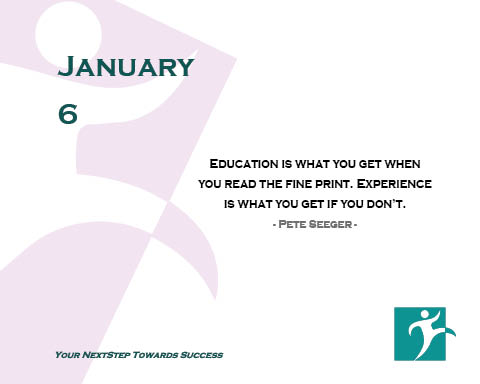 January
6
Education is what you get when
you read the fine print. Experience
is what you get if you don't.
- Pete Seeger -
Your NextStep Towards Success